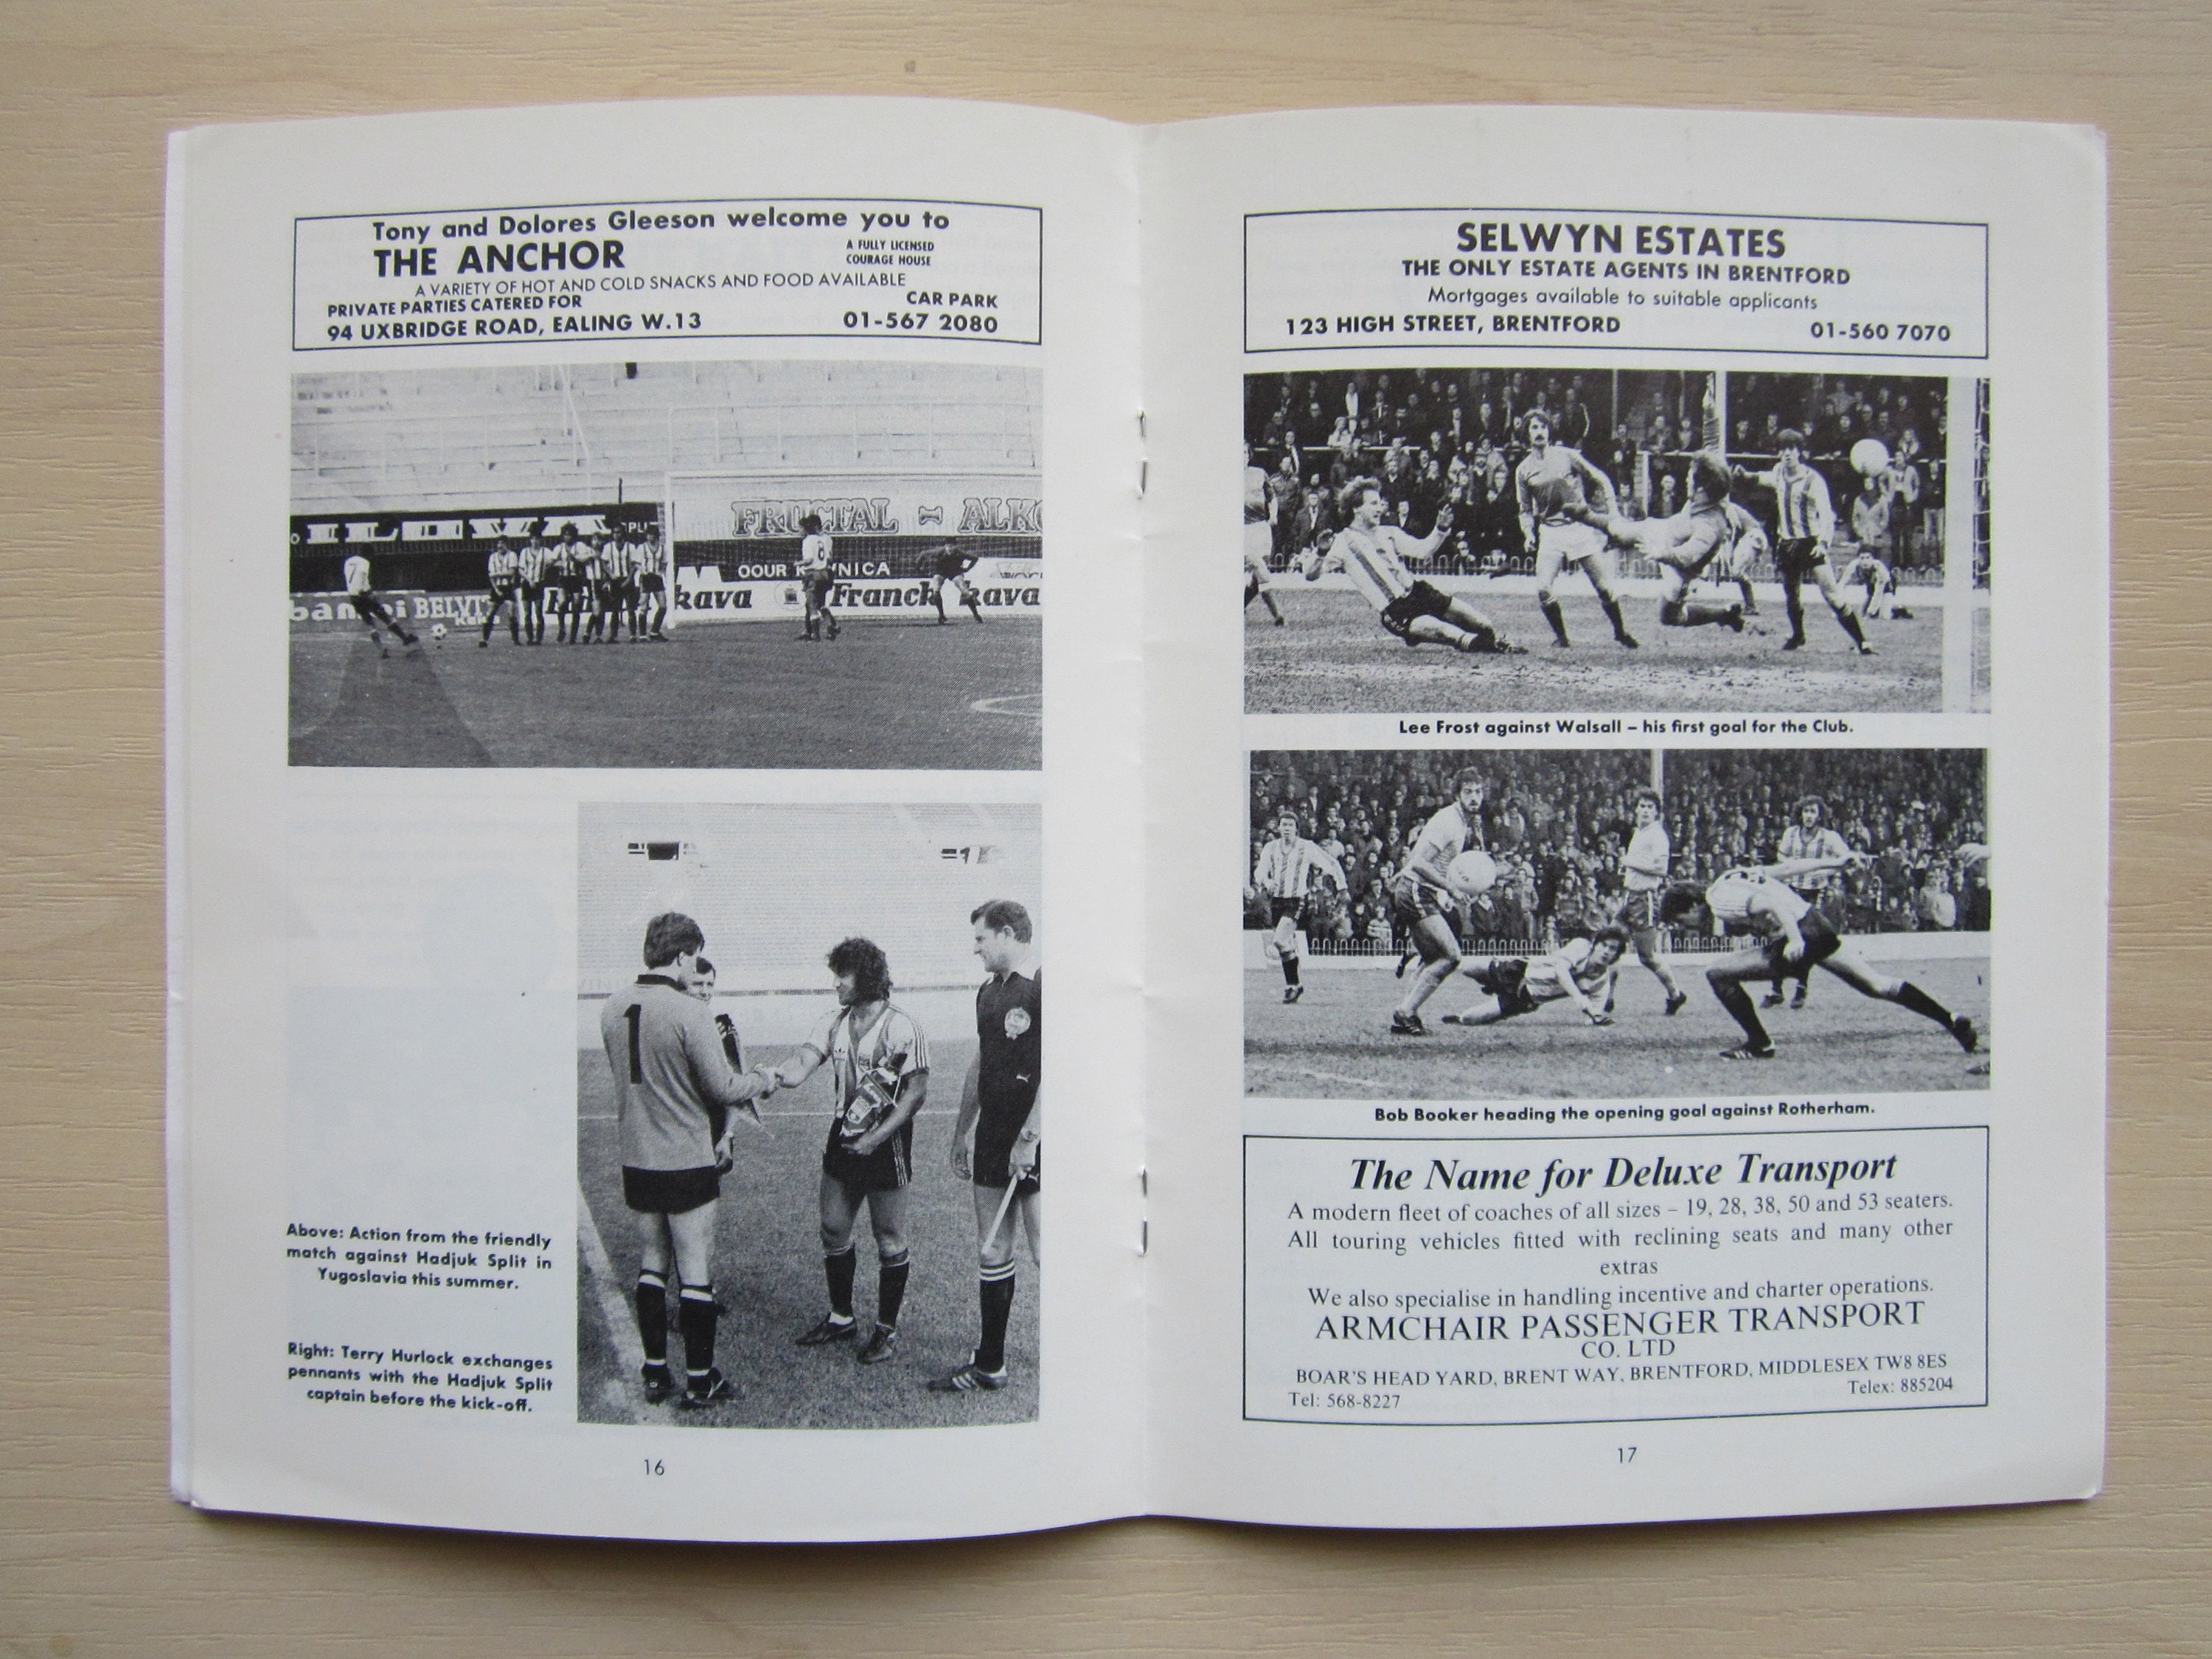 Tony and Dolores Gleeson welcome you to
THE ANCHOR
A FULLY LICENSED
COURAGE HOUSE
A VARIETY OF HOT AND COLD SNACKS AND FOOD AVAILABLE
PRIVATE PARTIES CATERED FOR
CAR PARK
94 UXBRIDGE ROAD, EALING W.13
01-567 2080
FRUCTAL - ALKO
OOUR
kava
Franck kava
7
8
1
Above: Action from the friendly
match against Hadjuk Split in
Yugoslavia this summer.
Right: Terry Hurlock exchanges
pennants with the Hadjuk Split
captain before the kick-off.
16
SELWYN ESTATES
THE ONLY ESTATE AGENTS IN BRENTFORD
Mortgages available to suitable applicants
123 HIGH STREET, BRENTFORD
01-560 7070
Lee Frost against Walsall – his first goal for the Club.
Bob Booker heading the opening goal against Rotherham.
The Name for Deluxe Transport
A modern fleet of coaches of all sizes – 19, 28, 38, 50 and 53 seaters.
All touring vehicles fitted with reclining seats and many other
extras
We also specialise in handling incentive and charter operations.
ARMCHAIR PASSENGER TRANSPORT
CO. LTD
BOAR'S HEAD YARD, BRENT WAY, BRENTFORD, MIDDLESEX TW8 8ES
Tel: 568-8227
Telex: 885204
17